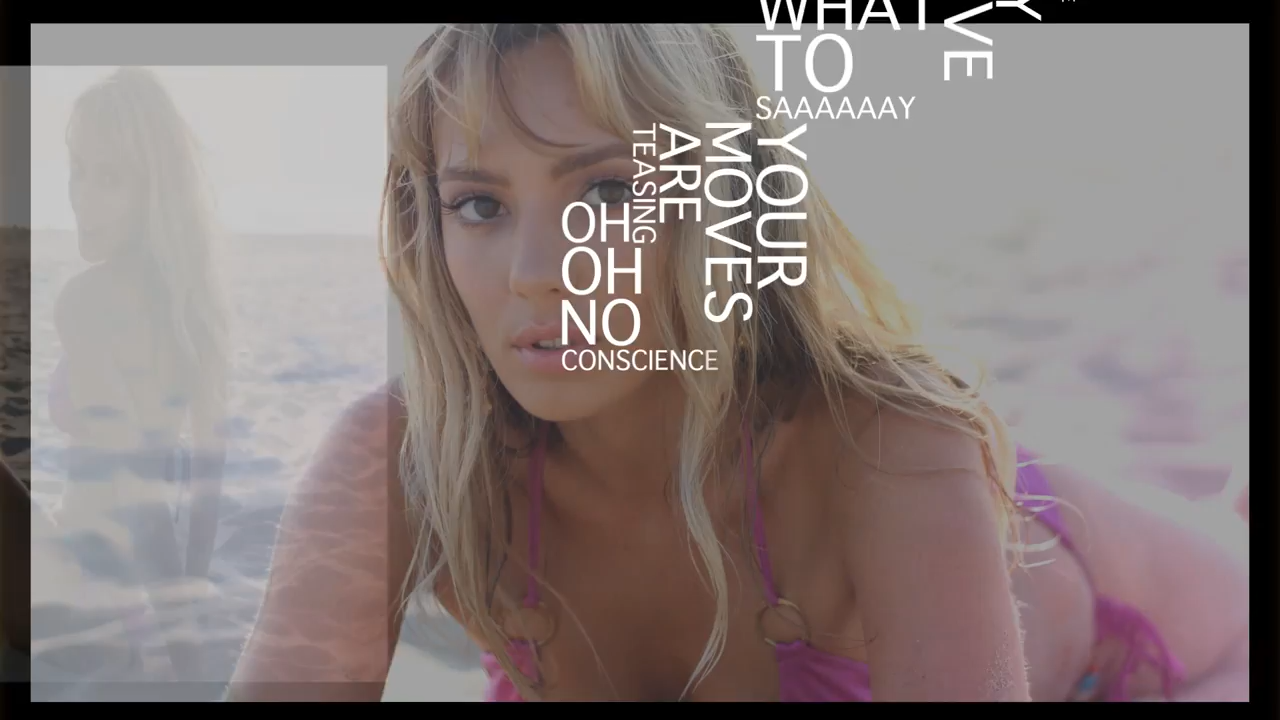 WHAT
TO
SAAAAAAY
YOUR
MOVES
ARE
TEASING
OH
OH
NO
CONSCIENCE